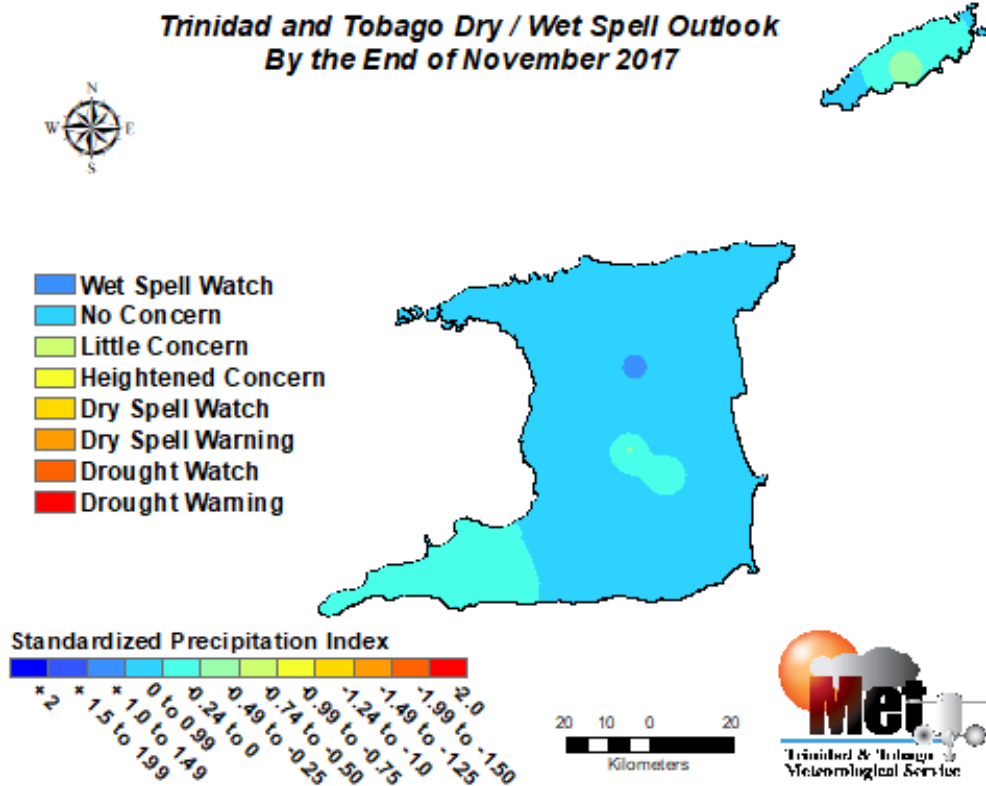 Trinidad and Tobago Dry / Wet Spell Outlook
By the End of November 2017
N
W E
S
Wet Spell Watch
No Concern
Little Concern
Heightened Concern
Dry Spell Watch
Dry Spell Warning
Drought Watch
Drought Warning
Standardized Precipitation Index
+ 2
+ 1.5 to 1.99
+ 1.0 to 1.49
0 to 0.99
-0.24 to 0
-0.49 to -0.25
-0.74 to -0.50
-0.99 to -0.75
-1.24 to -1.0
-1.49 to -1.25
-1.99 to -1.50
-2.0
20 10 0 20
Kilometers
Met
Trinidad & Tobago
Meteorological Service